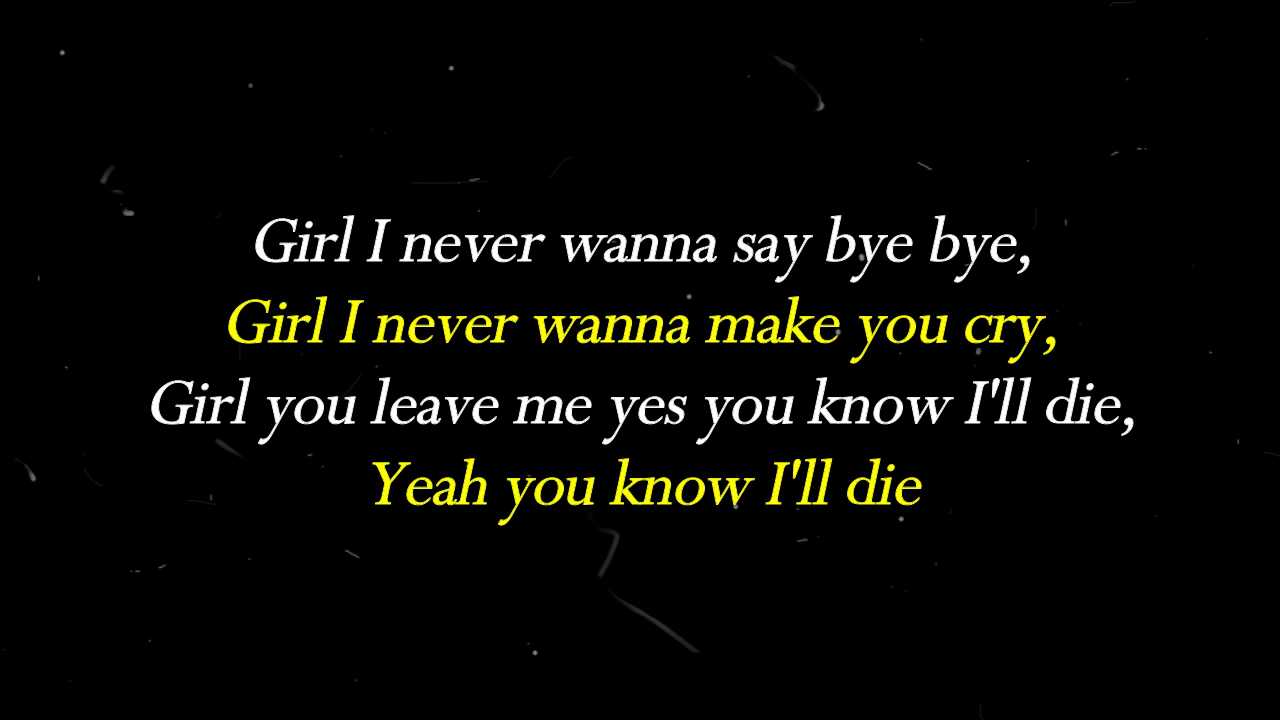 Girl I never wanna say bye bye,
Girl I never wanna make you cry,
Girl you leave me yes you know I'll die,
Yeah you know I'll die